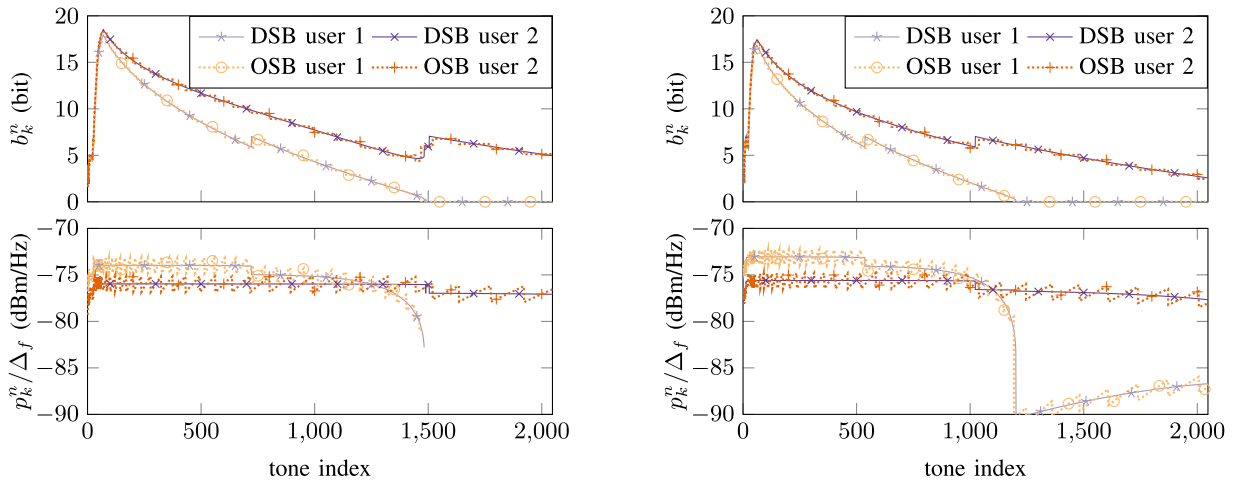 20
15
10
5
0
b_k^n (bit)
DSB user 1
DSB user 2
OSB user 1
OSB user 2
−70
−75
−80
−85
−90
p_k^n/Δ_f (dBm/Hz)
0
500
1,000
1,500
2,000
tone index
20
15
10
5
0
b_k^n (bit)
DSB user 1
DSB user 2
OSB user 1
OSB user 2
−70
−75
−80
−85
−90
p_k^n/Δ_f (dBm/Hz)
0
500
1,000
1,500
2,000
tone index